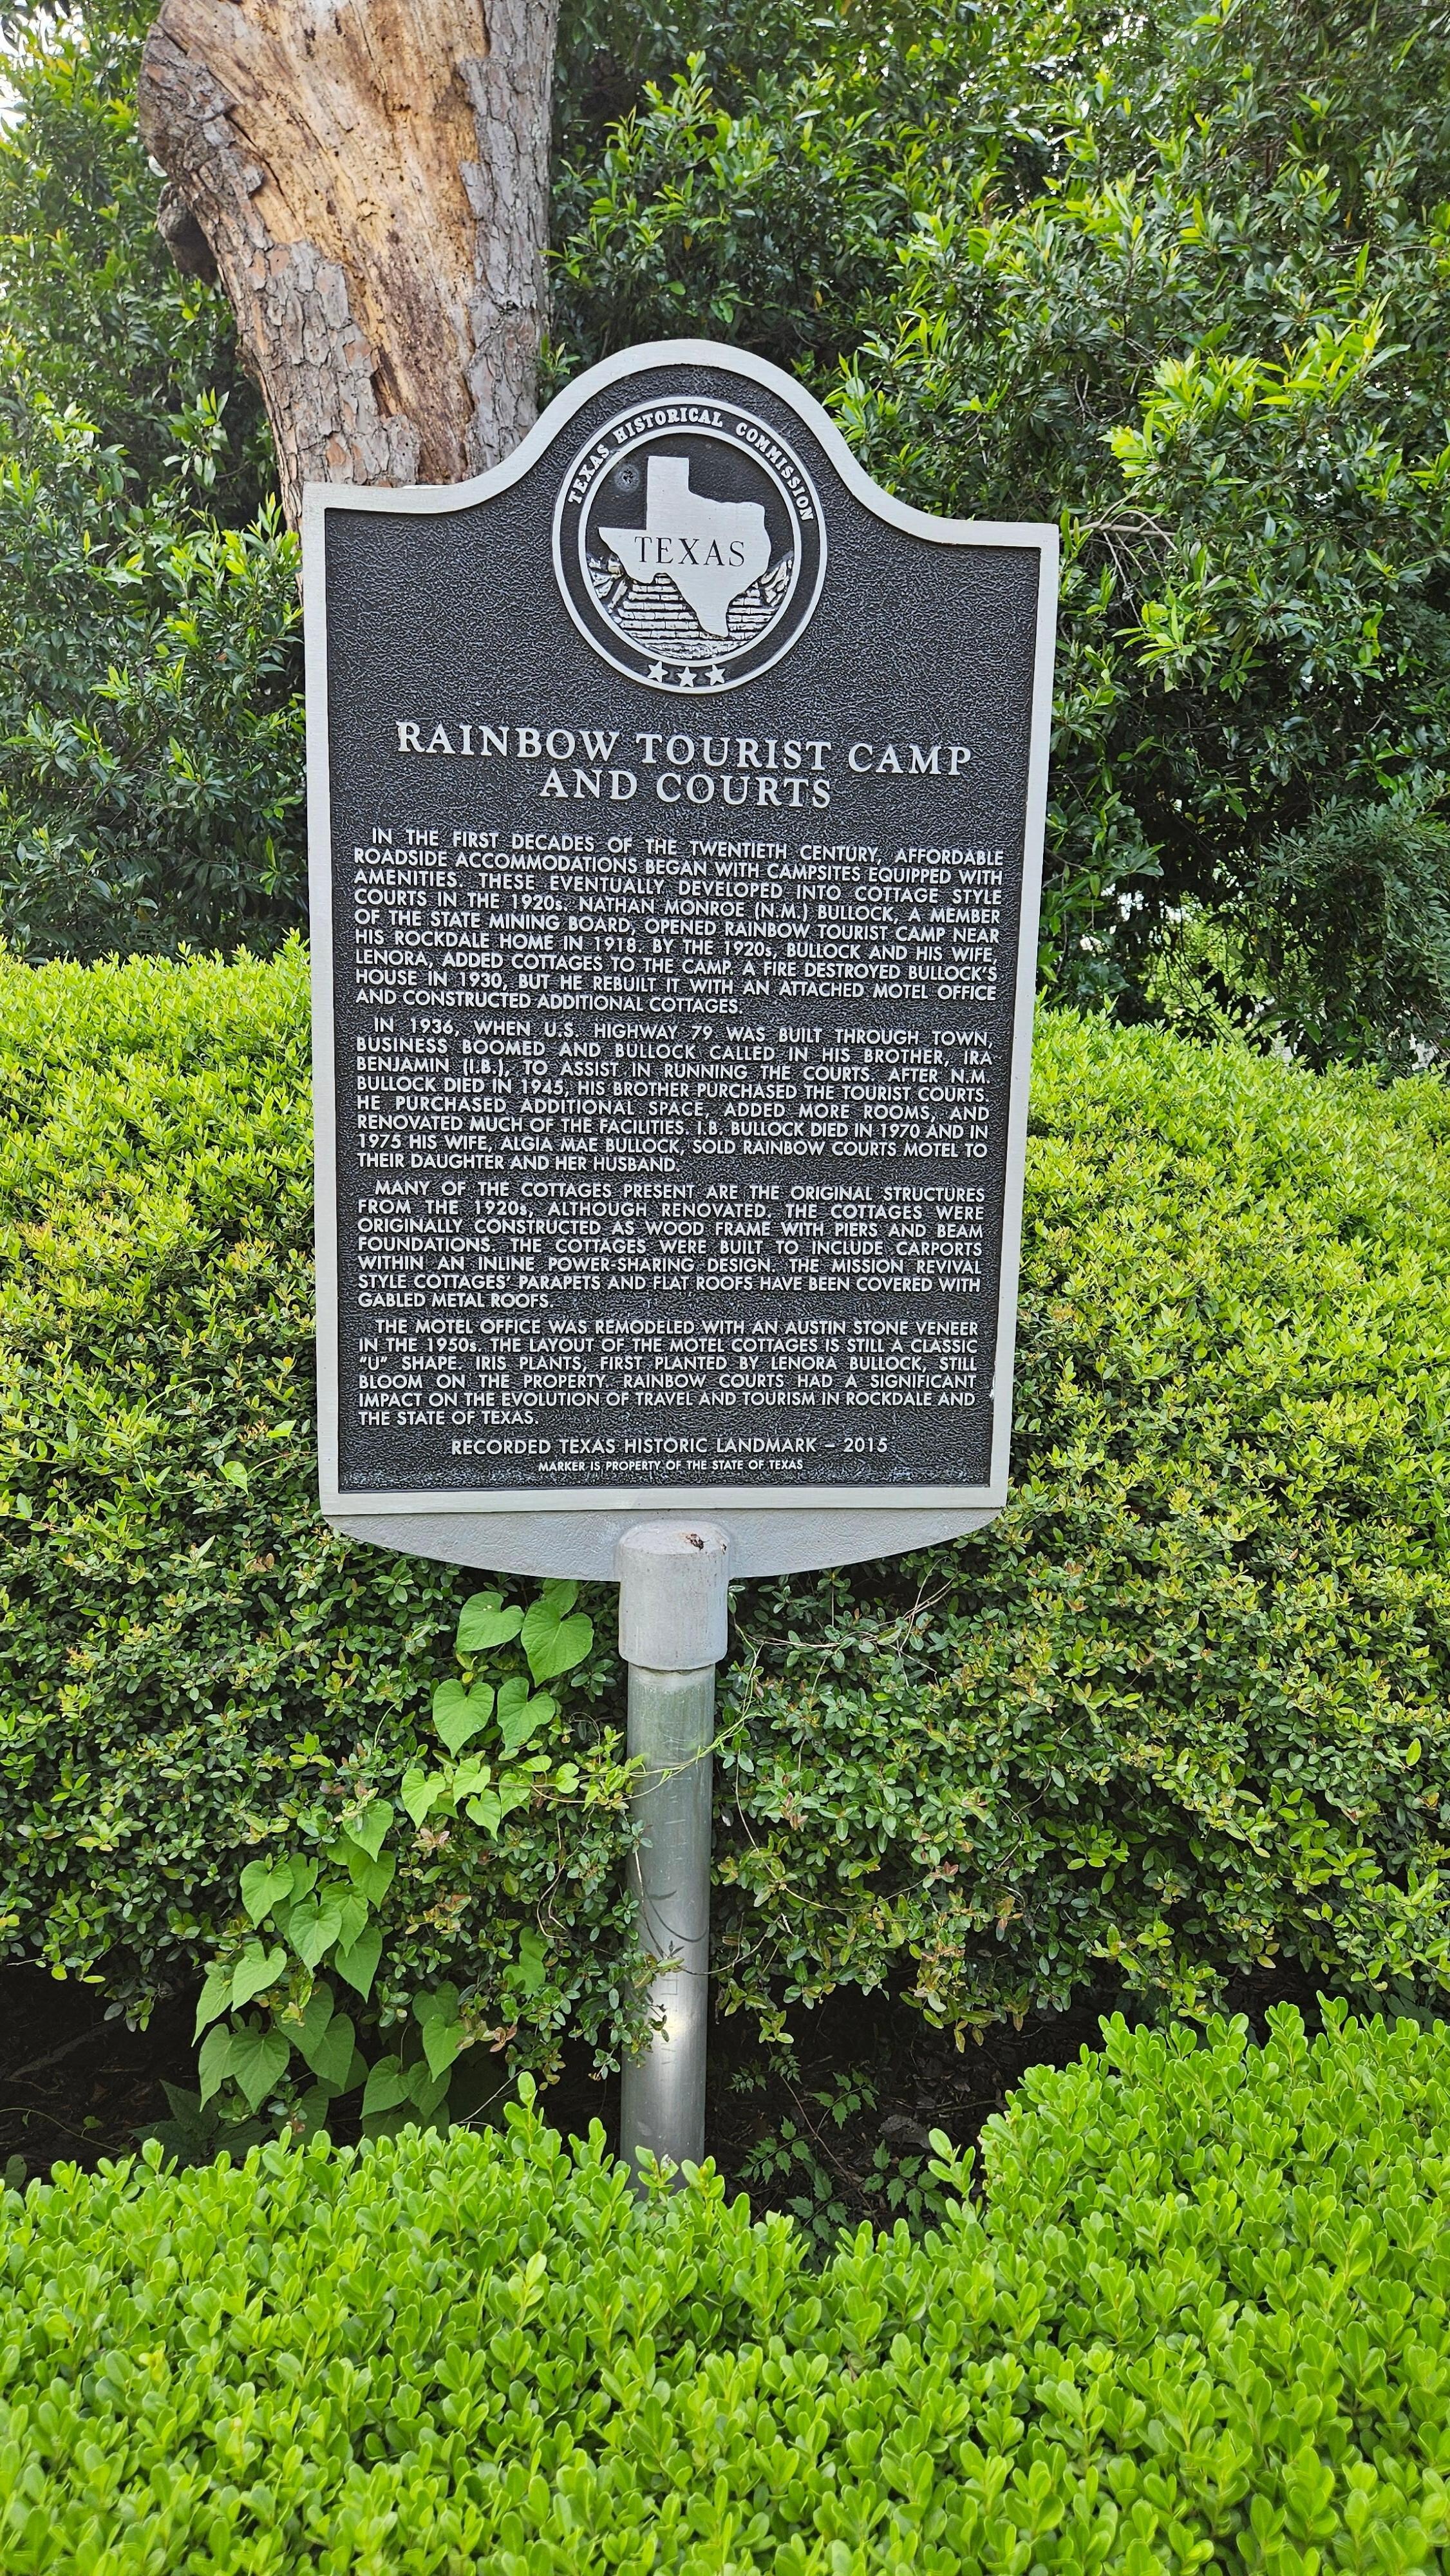 TEXAS HISTORICAL COMMISSION
TEXAS
RAINBOW TOURIST CAMP
AND COURTS
IN THE FIRST DECADES OF THE TWENTIETH CENTURY, AFFORDABLE
ROADSIDE ACCOMMODATIONS BEGAN WITH CAMPSITES EQUIPPED WITH
AMENITIES. THESE EVENTUALLY DEVELOPED INTO COTTAGE STYLE
COURTS IN THE 1920s. NATHAN MONROE (N.M.) BULLOCK, A MEMBER
OF THE STATE MINING BOARD, OPENED RAINBOW TOURIST CAMP NEAR
HIS ROCKDALE HOME IN 1918. BY THE 1920s, BULLOCK AND HIS WIFE,
LENORA, ADDED COTTAGES TO THE CAMP. A FIRE DESTROYED BULLOCK'S
HOUSE IN 1930, BUT HE REBUILT IT WITH AN ATTACHED MOTEL OFFICE
AND CONSTRUCTED ADDITIONAL COTTAGES.
IN 1936, WHEN U.S. HIGHWAY 79 WAS BUILT THROUGH TOWN,
BUSINESS BOOMED AND BULLOCK CALLED IN HIS BROTHER, IRA
BENJAMIN (I.B.), TO ASSIST IN RUNNING THE COURTS. AFTER N.M.
BULLOCK DIED IN 1945, HIS BROTHER PURCHASED THE TOURIST COURTS.
HE PURCHASED ADDITIONAL SPACE, ADDED MORE ROOMS, AND
RENOVATED MUCH OF THE FACILITIES. I.B. BULLOCK DIED IN 1970 AND IN
1975 HIS WIFE, ALGIA MAE BULLOCK, SOLD RAINBOW COURTS MOTEL TO
THEIR DAUGHTER AND HER HUSBAND.
MANY OF THE COTTAGES PRESENT ARE THE ORIGINAL STRUCTURES
FROM THE 1920s, ALTHOUGH RENOVATED. THE COTTAGES WERE
ORIGINALLY CONSTRUCTED AS WOOD FRAME WITH PIERS AND BEAM
FOUNDATIONS. THE COTTAGES WERE BUILT TO INCLUDE CARPORTS
WITHIN AN INLINE POWER-SHARING DESIGN. THE MISSION REVIVAL
STYLE COTTAGES' PARAPETS AND FLAT ROOFS HAVE BEEN COVERED WITH
GABLED METAL ROOFS.
THE MOTEL OFFICE WAS REMODELED WITH AN AUSTIN STONE VENEER
IN THE 1950s. THE LAYOUT OF THE MOTEL COTTAGES IS STILL A CLASSIC
"U" SHAPE. IRIS PLANTS, FIRST PLANTED BY LENORA BULLOCK, STILL
BLOOM ON THE PROPERTY. RAINBOW COURTS HAD A SIGNIFICANT
IMPACT ON THE EVOLUTION OF TRAVEL AND TOURISM IN ROCKDALE AND
THE STATE OF TEXAS.
RECORDED TEXAS HISTORIC LANDMARK – 2015
MARKER IS PROPERTY OF THE STATE OF TEXAS